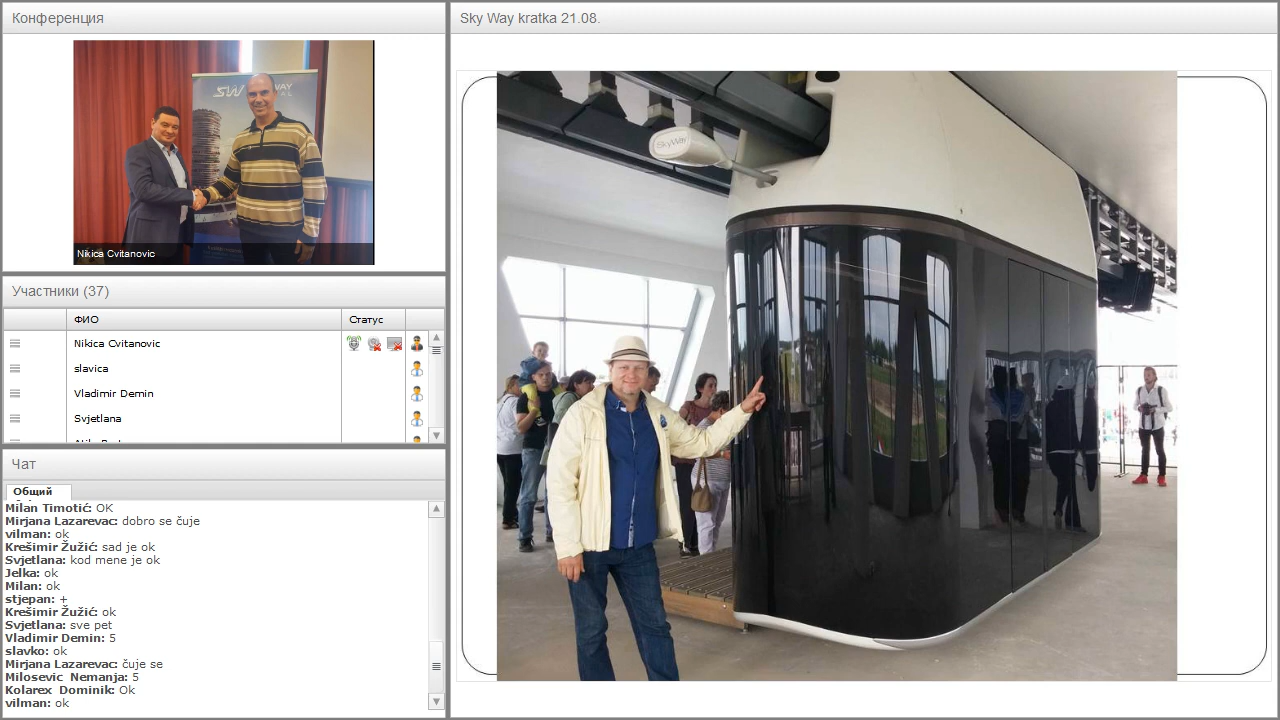 Конференция
SW
WAY
Nikica Cvitanovic
Участники (37)
ФИО
Статус
Nikica Cvitanovic
slavica
Vladimir Demin
Svjetlana
Чат
Общий
Milan Timotić: OK
Mirjana Lazarevac: dobro se čuje
vilman: ok
Krešimir Žužić: sad je ok
Svjetlana: kod mene je ok
Jelka: ok
Milan: ok
stjepan: +
Krešimir Žužić: ok
Svjetlana: sve pet
Vladimir Demin: 5
slavko: ok
Mirjana Lazarevac: čuje se
Milosevic Nemanja: 5
Kolarex Dominik: Ok
vilman: ok
Sky Way kratka 21.08.
SkyWay